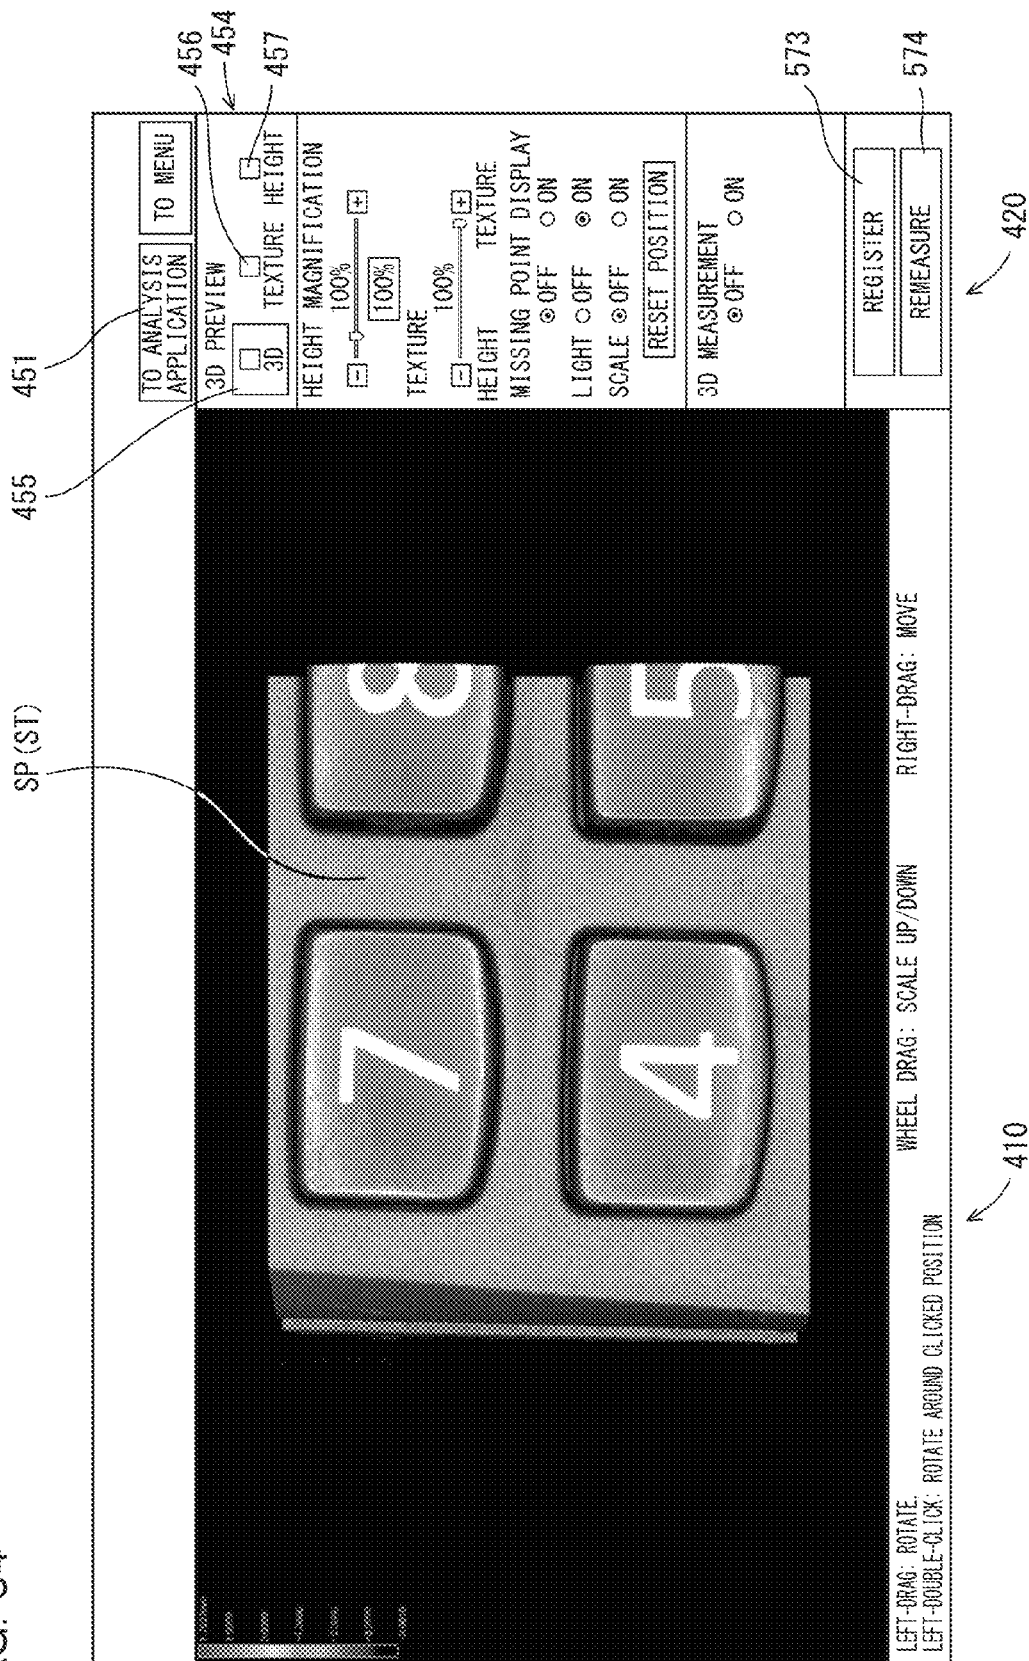 451
TO ANALYSIS
APPLICATION
TO MENU
456
454
457
455
3D PREVIEW
3D
TEXTURE
HEIGHT
HEIGHT MAGNIFICATION
100%
− +
100%
TEXTURE
100%
− +
HEIGHT TEXTURE
MISSING POINT DISPLAY
OFF ON
LIGHT OFF ON
SCALE OFF ON
RESET POSITION
3D MEASUREMENT
OFF ON
573
REGISTER
574
REMEASURE
420
SP(ST)
7
8
4
5
LEFT-DRAG: ROTATE.
LEFT-DOUBLE-CLICK: ROTATE AROUND CLICKED POSITION
WHEEL DRAG: SCALE UP/DOWN
RIGHT-DRAG: MOVE
410